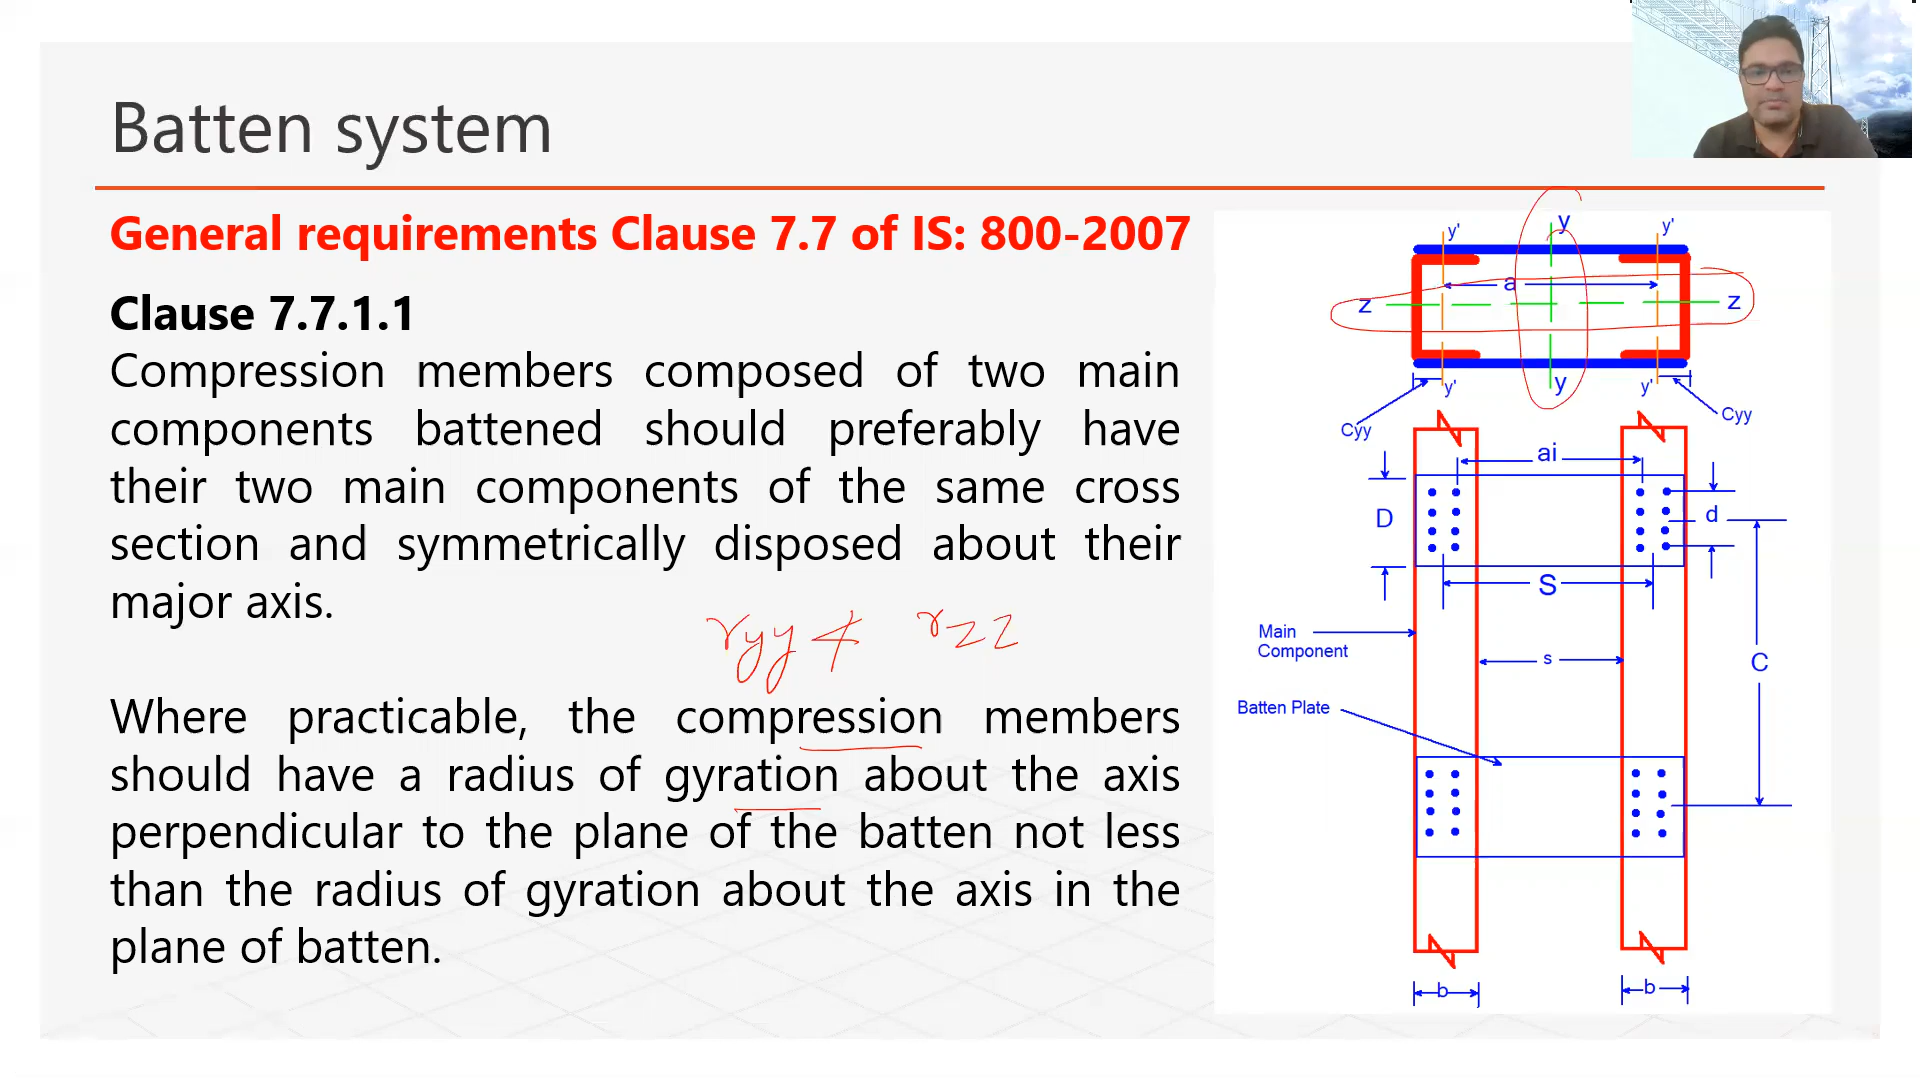 Batten system
General requirements Clause 7.7 of IS: 800-2007
Clause 7.7.1.1
Compression members composed of two main
components battened should preferably have
their two main components of the same cross
section and symmetrically disposed about their
major axis.
ryy ≮ rzz
Where practicable, the compression members
should have a radius of gyration about the axis
perpendicular to the plane of the batten not less
than the radius of gyration about the axis in the
plane of batten.
y' y y'
a
z z
y' y y'
Cyy Cyy
ai
D d
S
Main
Component
s C
Batten Plate
b b